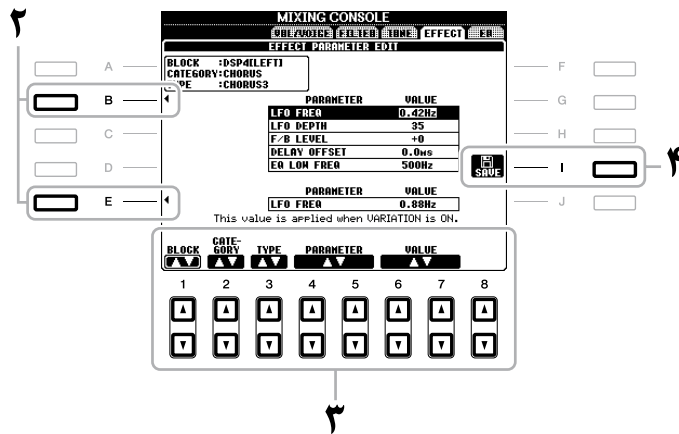 MIXING CONSOLE
VOL/VOICE FILTER TUNE EFFECT EQ
EFFECT PARAMETER EDIT
BLOCK :DSP4[LEFT]
CATEGORY:CHORUS
TYPE :CHORUS3
PARAMETER VALUE
LFO FREQ 0.42Hz
LFO DEPTH 35
F/B LEVEL +0
DELAY OFFSET 0.0ms
EQ LOW FREQ 500Hz
PARAMETER VALUE
LFO FREQ 0.88Hz
This value is applied when VARIATION is ON.
SAVE
BLOCK CATE-GORY TYPE PARAMETER VALUE
A
B
C
D
E
F
G
H
I
J
1 2 3 4 5 6 7 8
۲
۳
۴